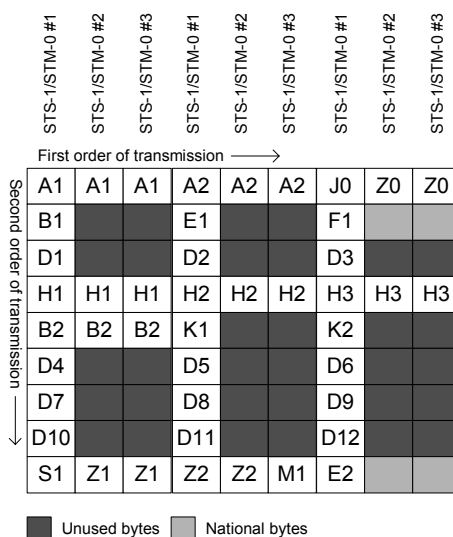 STS-1/STM-0 #1 STS-1/STM-0 #2 STS-1/STM-0 #3 STS-1/STM-0 #1 STS-1/STM-0 #2 STS-1/STM-0 #3 STS-1/STM-0 #1 STS-1/STM-0 #2 STS-1/STM-0 #3
First order of transmission
Second order of transmission
A1 A1 A1 A2 A2 A2 J0 Z0 Z0
B1 E1 F1
D1 D2 D3
H1 H1 H1 H2 H2 H2 H3 H3 H3
B2 B2 B2 K1 K2
D4 D5 D6
D7 D8 D9
D10 D11 D12
S1 Z1 Z1 Z2 Z2 M1 E2
Unused bytes National bytes